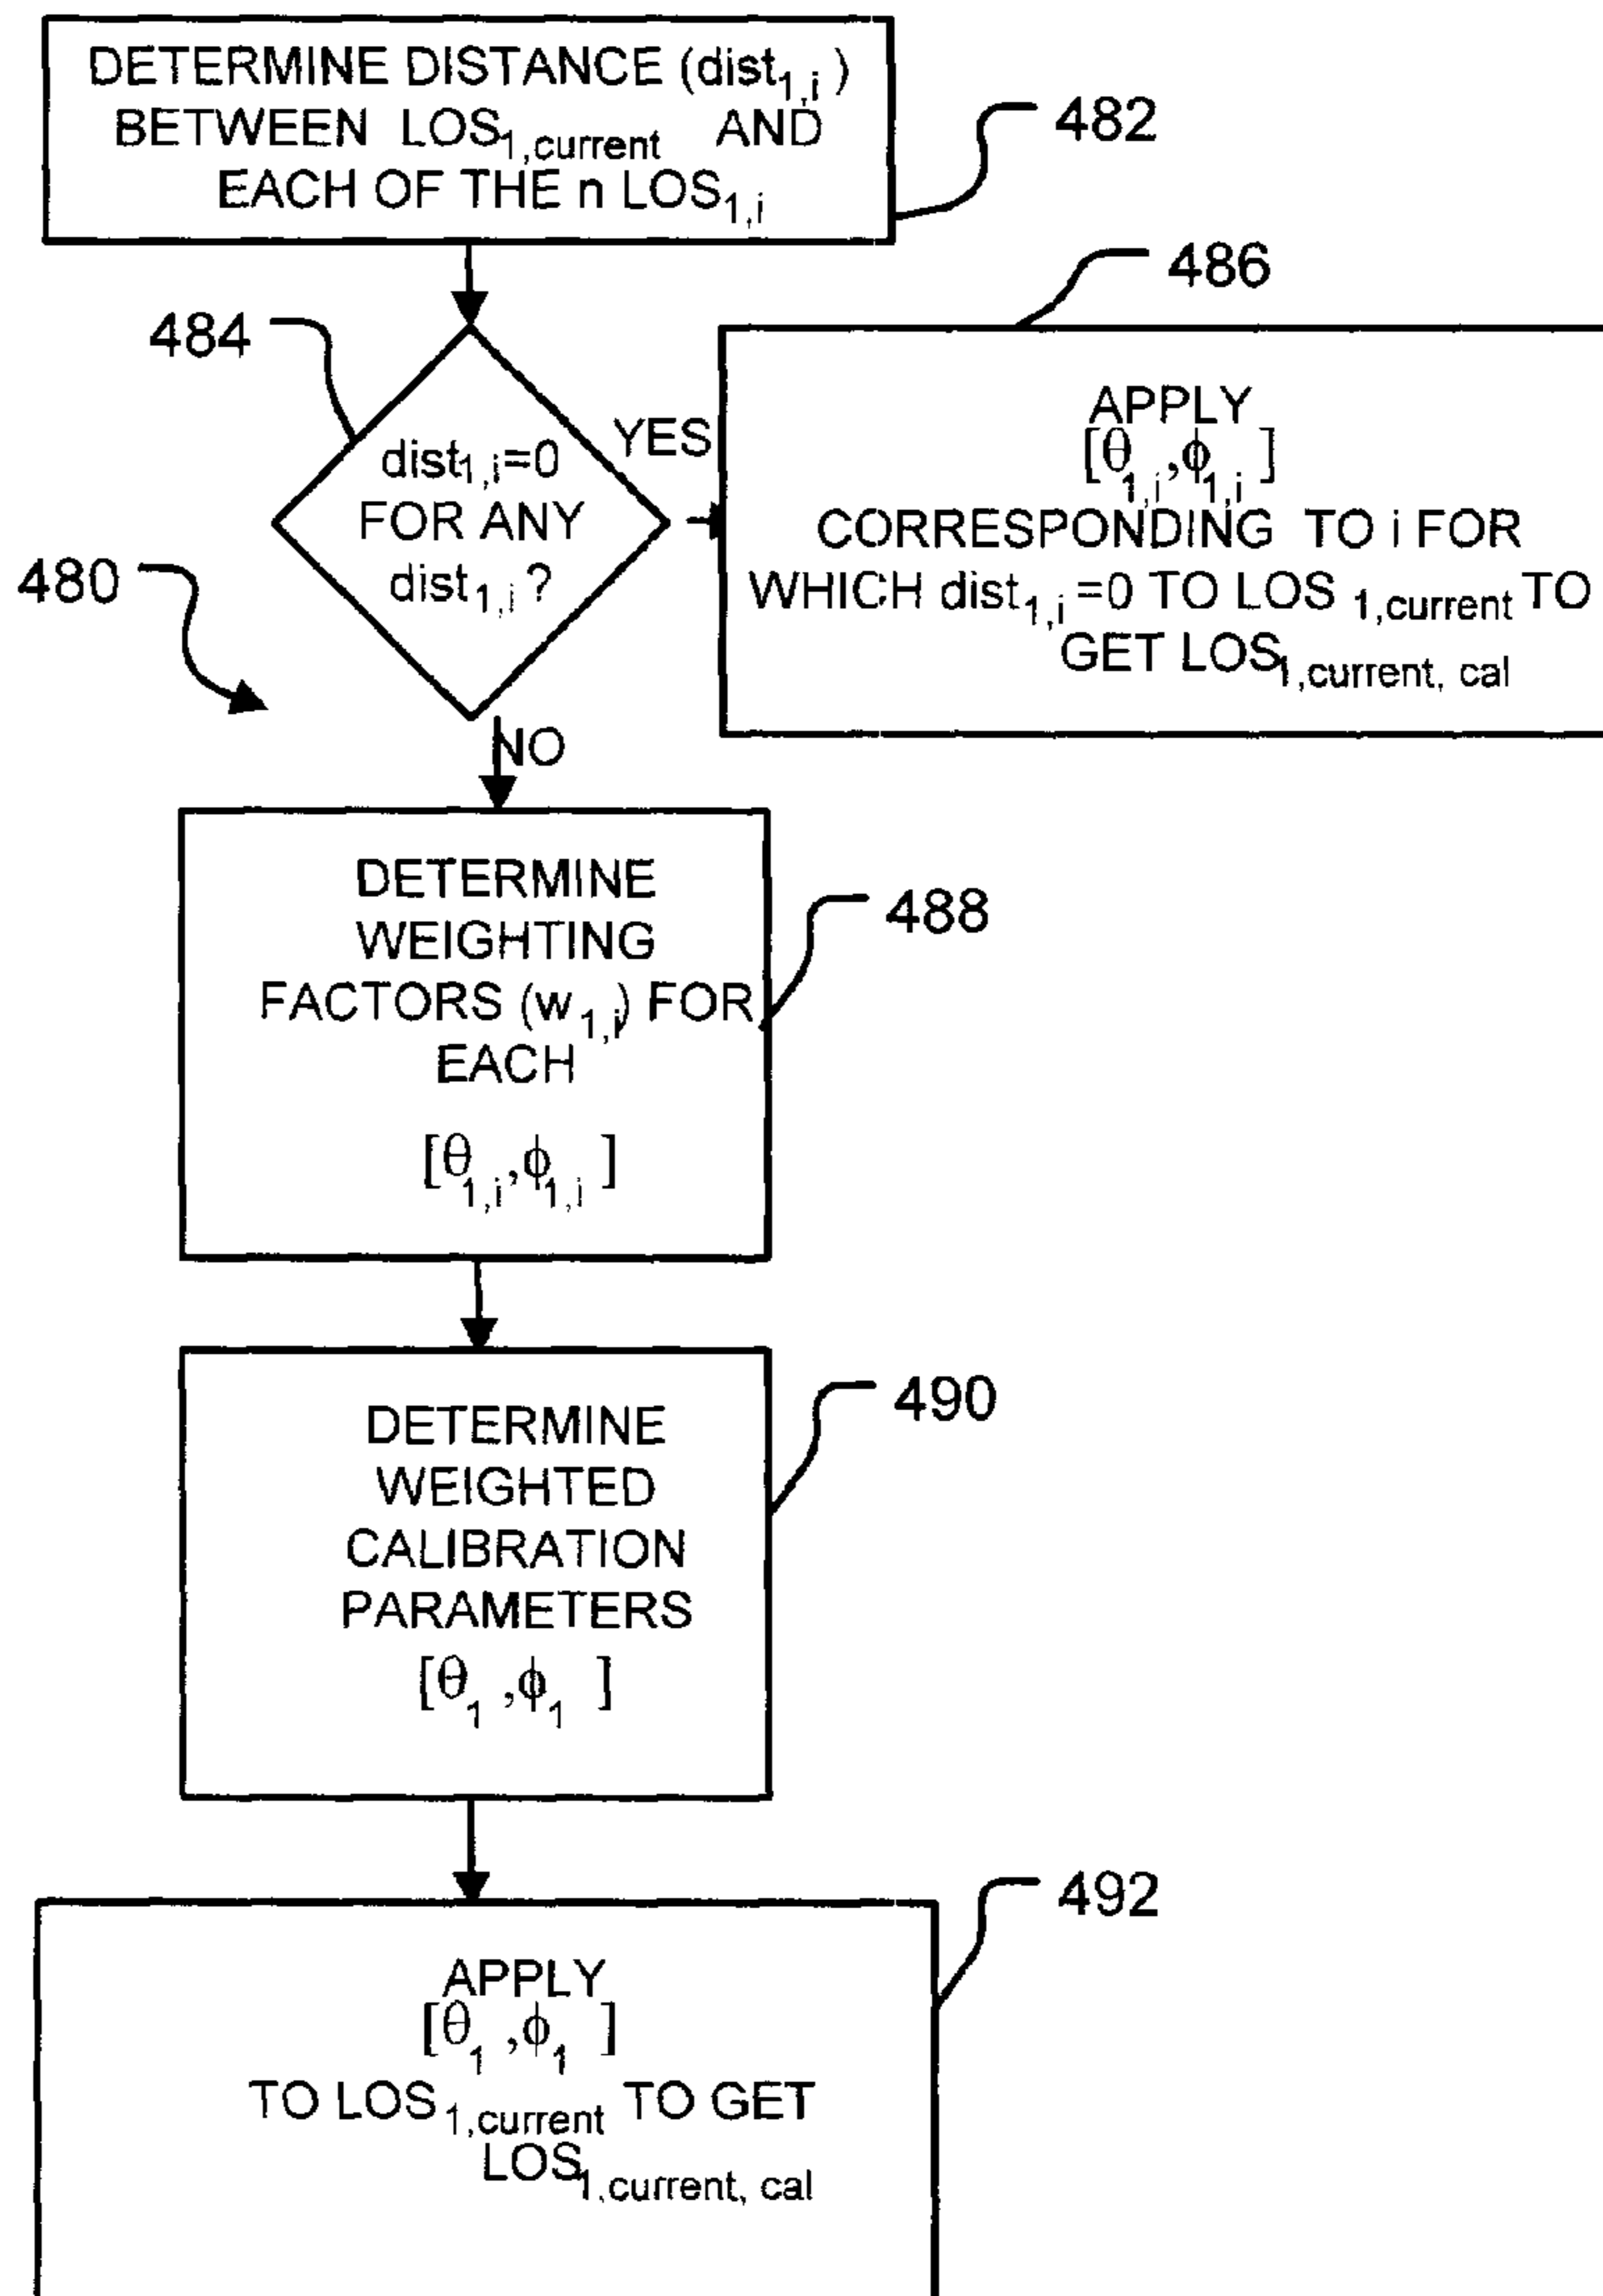 DETERMINE DISTANCE (dist1,i)
BETWEEN LOS1,current AND
EACH OF THE n LOS1,i
482
484
dist1,i=0
FOR ANY
dist1,i?
YES
486
APPLY
[θ1,i,ϕ1,i]
CORRESPONDING TO i FOR
WHICH dist1,i=0 TO LOS 1,current TO
GET LOS1,current, cal
480
NO
DETERMINE
WEIGHTING
FACTORS (w1,i) FOR
EACH
[θ1,i,ϕ1,i]
488
DETERMINE
WEIGHTED
CALIBRATION
PARAMETERS
[θ1,ϕ1]
490
APPLY
[θ1,ϕ1]
TO LOS1,current TO GET
LOS1,current, cal
492